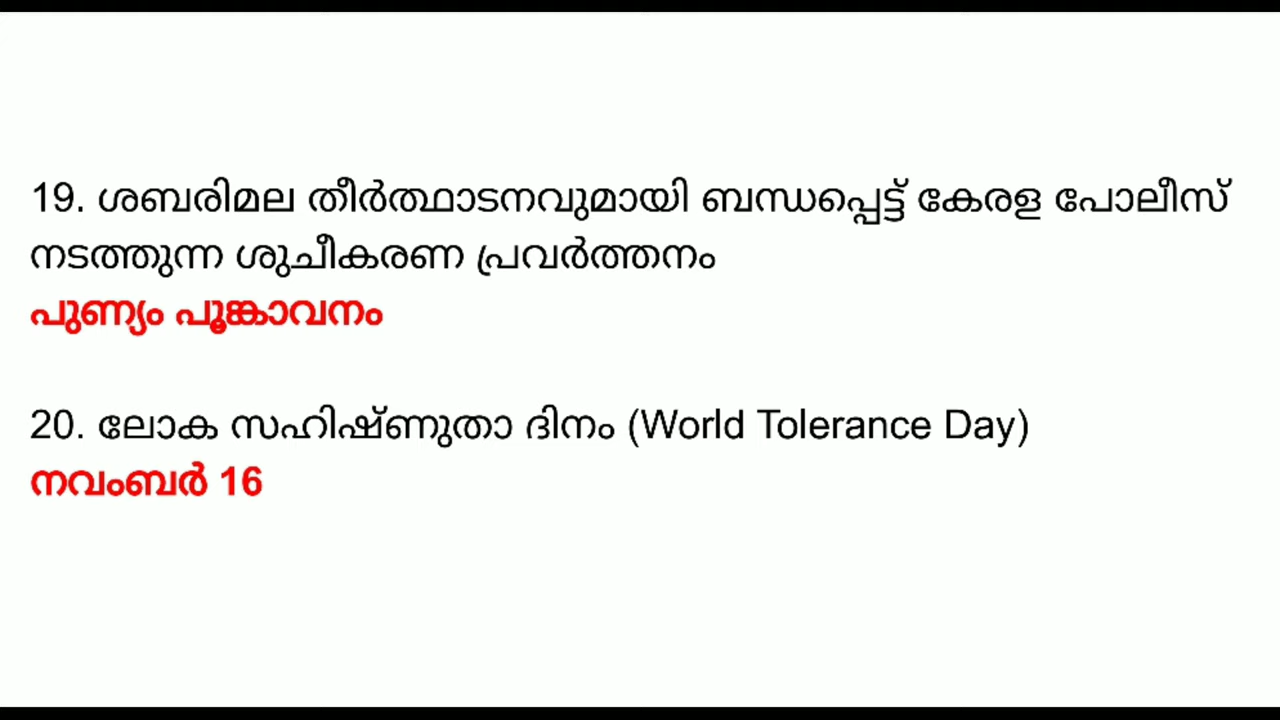 19. ശബരിമല തീർത്ഥാടനവുമായി ബന്ധപ്പെട്ട് കേരള പോലീസ്
നടത്തുന്ന ശുചീകരണ പ്രവർത്തനം
പുണ്യം പൂങ്കാവനം
20. ലോക സഹിഷ്ണുതാ ദിനം (World Tolerance Day)
നവംബർ 16